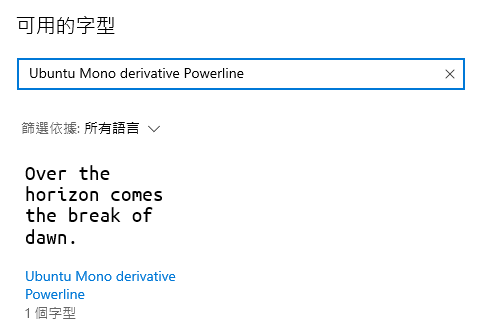 可用的字型
Ubuntu Mono derivative Powerline
篩選依據: 所有語言
Over the
horizon comes
the break of
dawn.
Ubuntu Mono derivative
Powerline
1 個字型